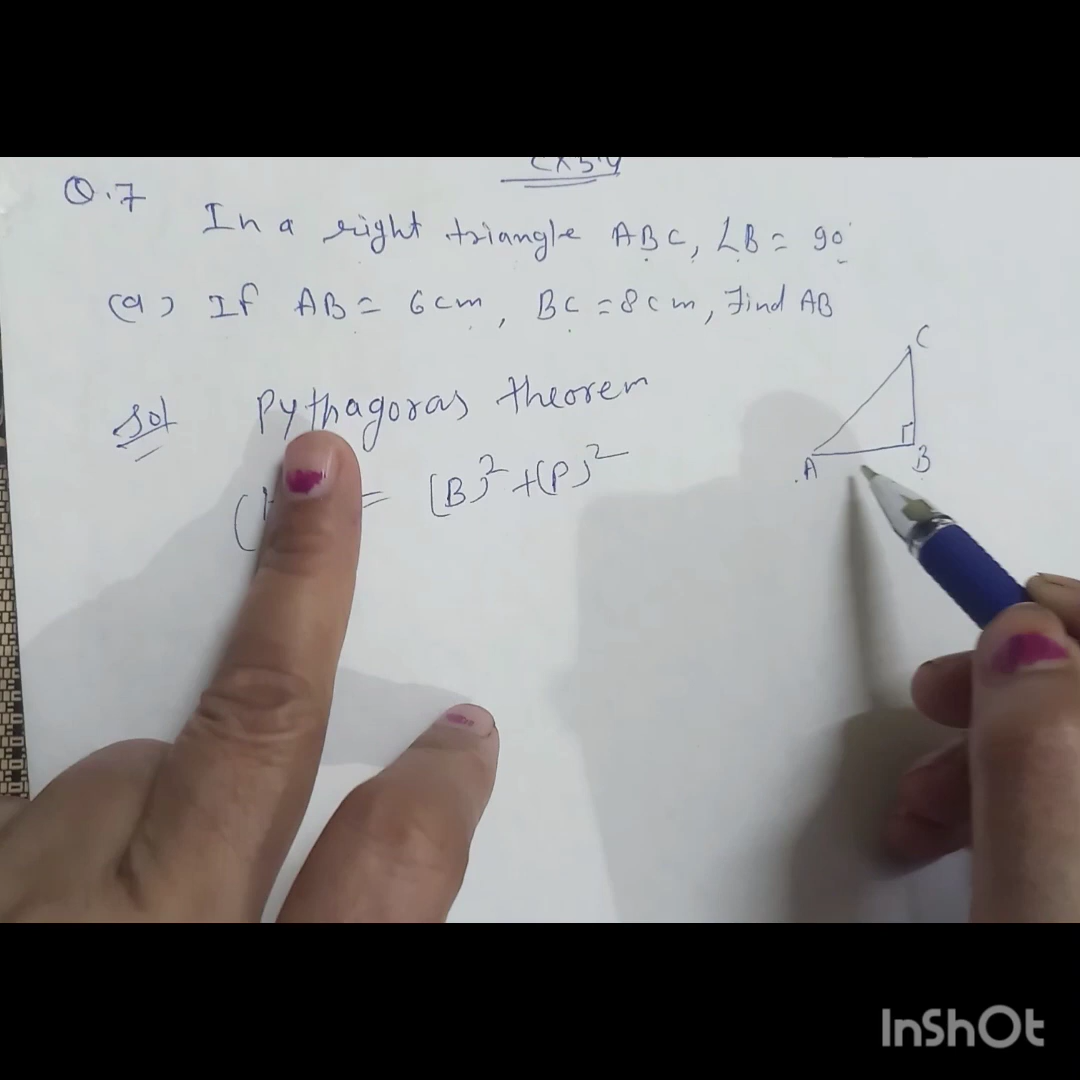 Q.7
In a right triangle ABC, ∠B = 90°
(a) If AB = 6cm, BC = 8cm, Find AB
Sol Pythagoras theorem
= (B)² + (P)²
C
A B
InShOt